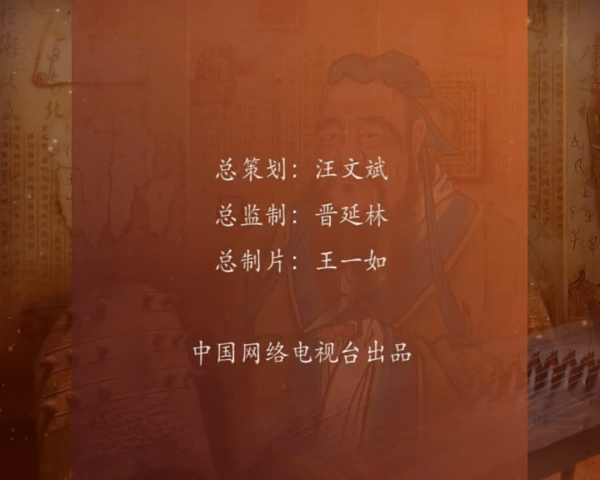 总策划：汪文斌
总监制：晋延林
总制片：王一如
中国网络电视台出品